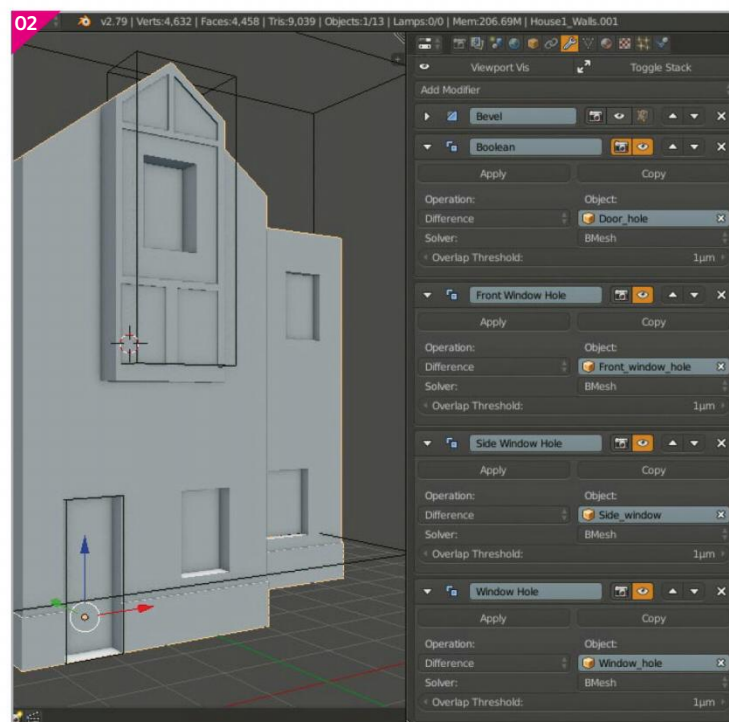 02
v2.79 | Verts:4,632 | Faces:4,458 | Tris:9,039 | Objects:1/13 | Lamps:0/0 | Mem:206.69M | House1_Walls.001
Viewport Vis Toggle Stack
Add Modifier
Bevel
Boolean
Apply Copy
Operation: Object:
Difference Door_hole
Solver: BMesh
Overlap Threshold: 1µm
Front Window Hole
Apply Copy
Operation: Object:
Difference Front_window_hole
Solver: BMesh
Overlap Threshold: 1µm
Side Window Hole
Apply Copy
Operation: Object:
Difference Side_window
Solver: BMesh
Overlap Threshold: 1µm
Window Hole
Apply Copy
Operation: Object:
Difference Window_hole
Solver: BMesh
Overlap Threshold: 1µm